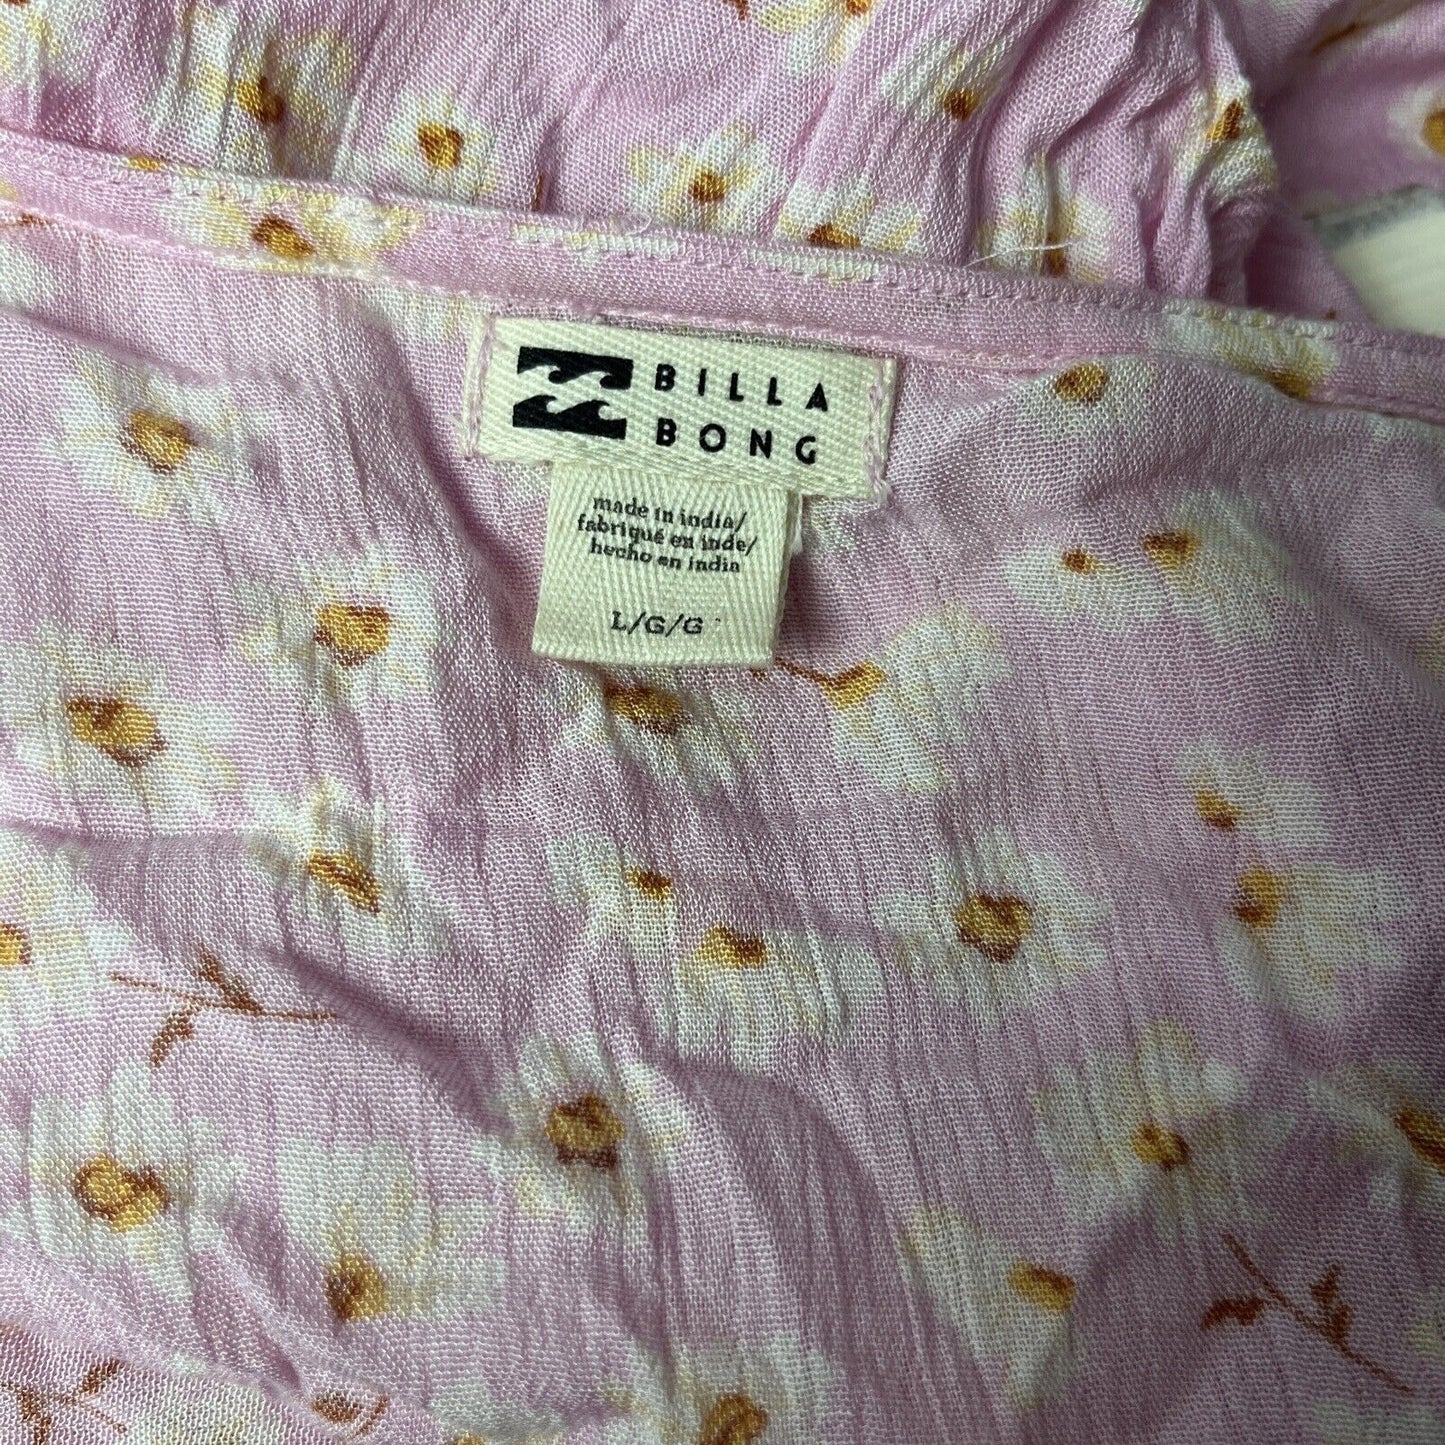 BILLA
BONG
made in india/
fabriqué en inde/
hecho en india
L/G/G